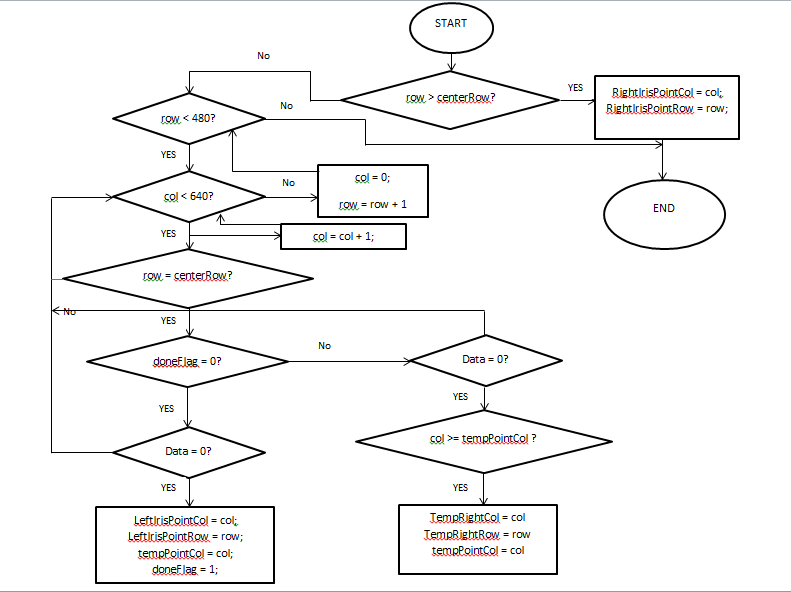 START
No
row > centerRow?
YES
RightIrisPointCol = col;
RightIrisPointRow = row;
row < 480?
No
YES
col < 640?
No
col = 0;
row = row + 1
END
YES
col = col + 1;
row = centerRow?
No
YES
doneFlag = 0?
No
Data = 0?
YES
YES
col >= tempPointCol ?
Data = 0?
YES
YES
LeftIrisPointCol = col;
LeftIrisPointRow = row;
tempPointCol = col;
doneFlag = 1;
TempRightCol = col
TempRightRow = row
tempPointCol = col